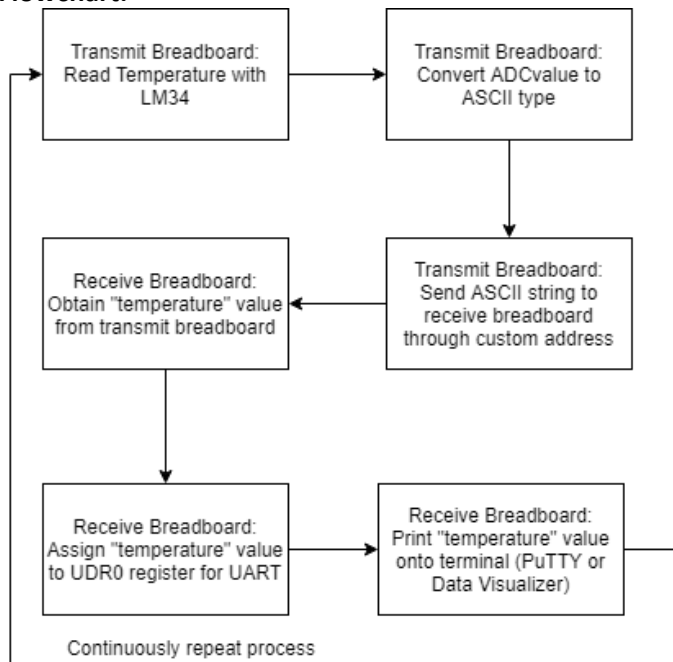 Flowchart:
Transmit Breadboard:
Read Temperature with
LM34
Transmit Breadboard:
Convert ADCvalue to
ASCII type
Transmit Breadboard:
Send ASCII string to
receive breadboard
through custom address
Receive Breadboard:
Obtain "temperature" value
from transmit breadboard
Receive Breadboard:
Assign "temperature" value
to UDR0 register for UART
Receive Breadboard:
Print "temperature" value
onto terminal (PuTTY or
Data Visualizer)
Continuously repeat process